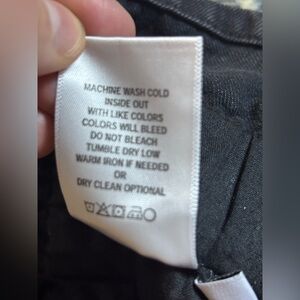 MACHINE WASH COLD
INSIDE OUT
WITH LIKE COLORS
COLORS WILL BLEED
DO NOT BLEACH
TUMBLE DRY LOW
WARM IRON IF NEEDED
OR
DRY CLEAN OPTIONAL